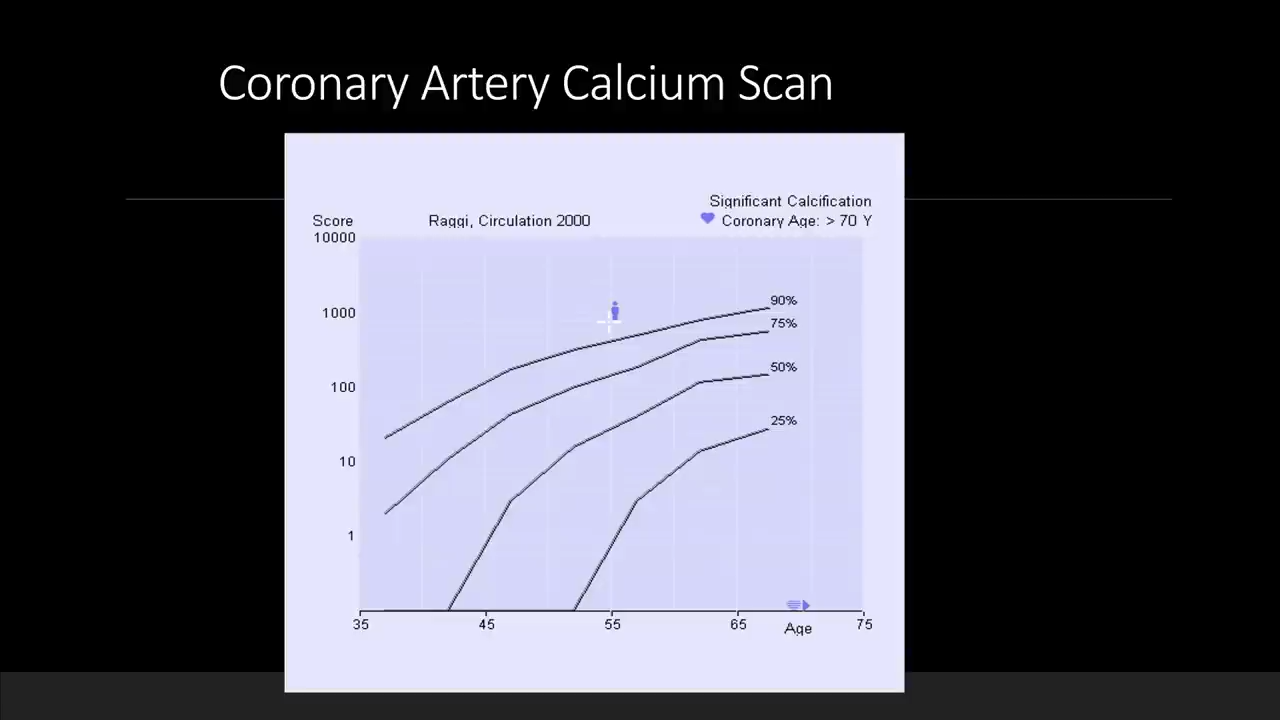 Coronary Artery Calcium Scan
Significant Calcification
Score
Raggi, Circulation 2000
Coronary Age: > 70 Y
10000
1000
100
10
1
90%
75%
50%
25%
35
45
55
65
75
Age